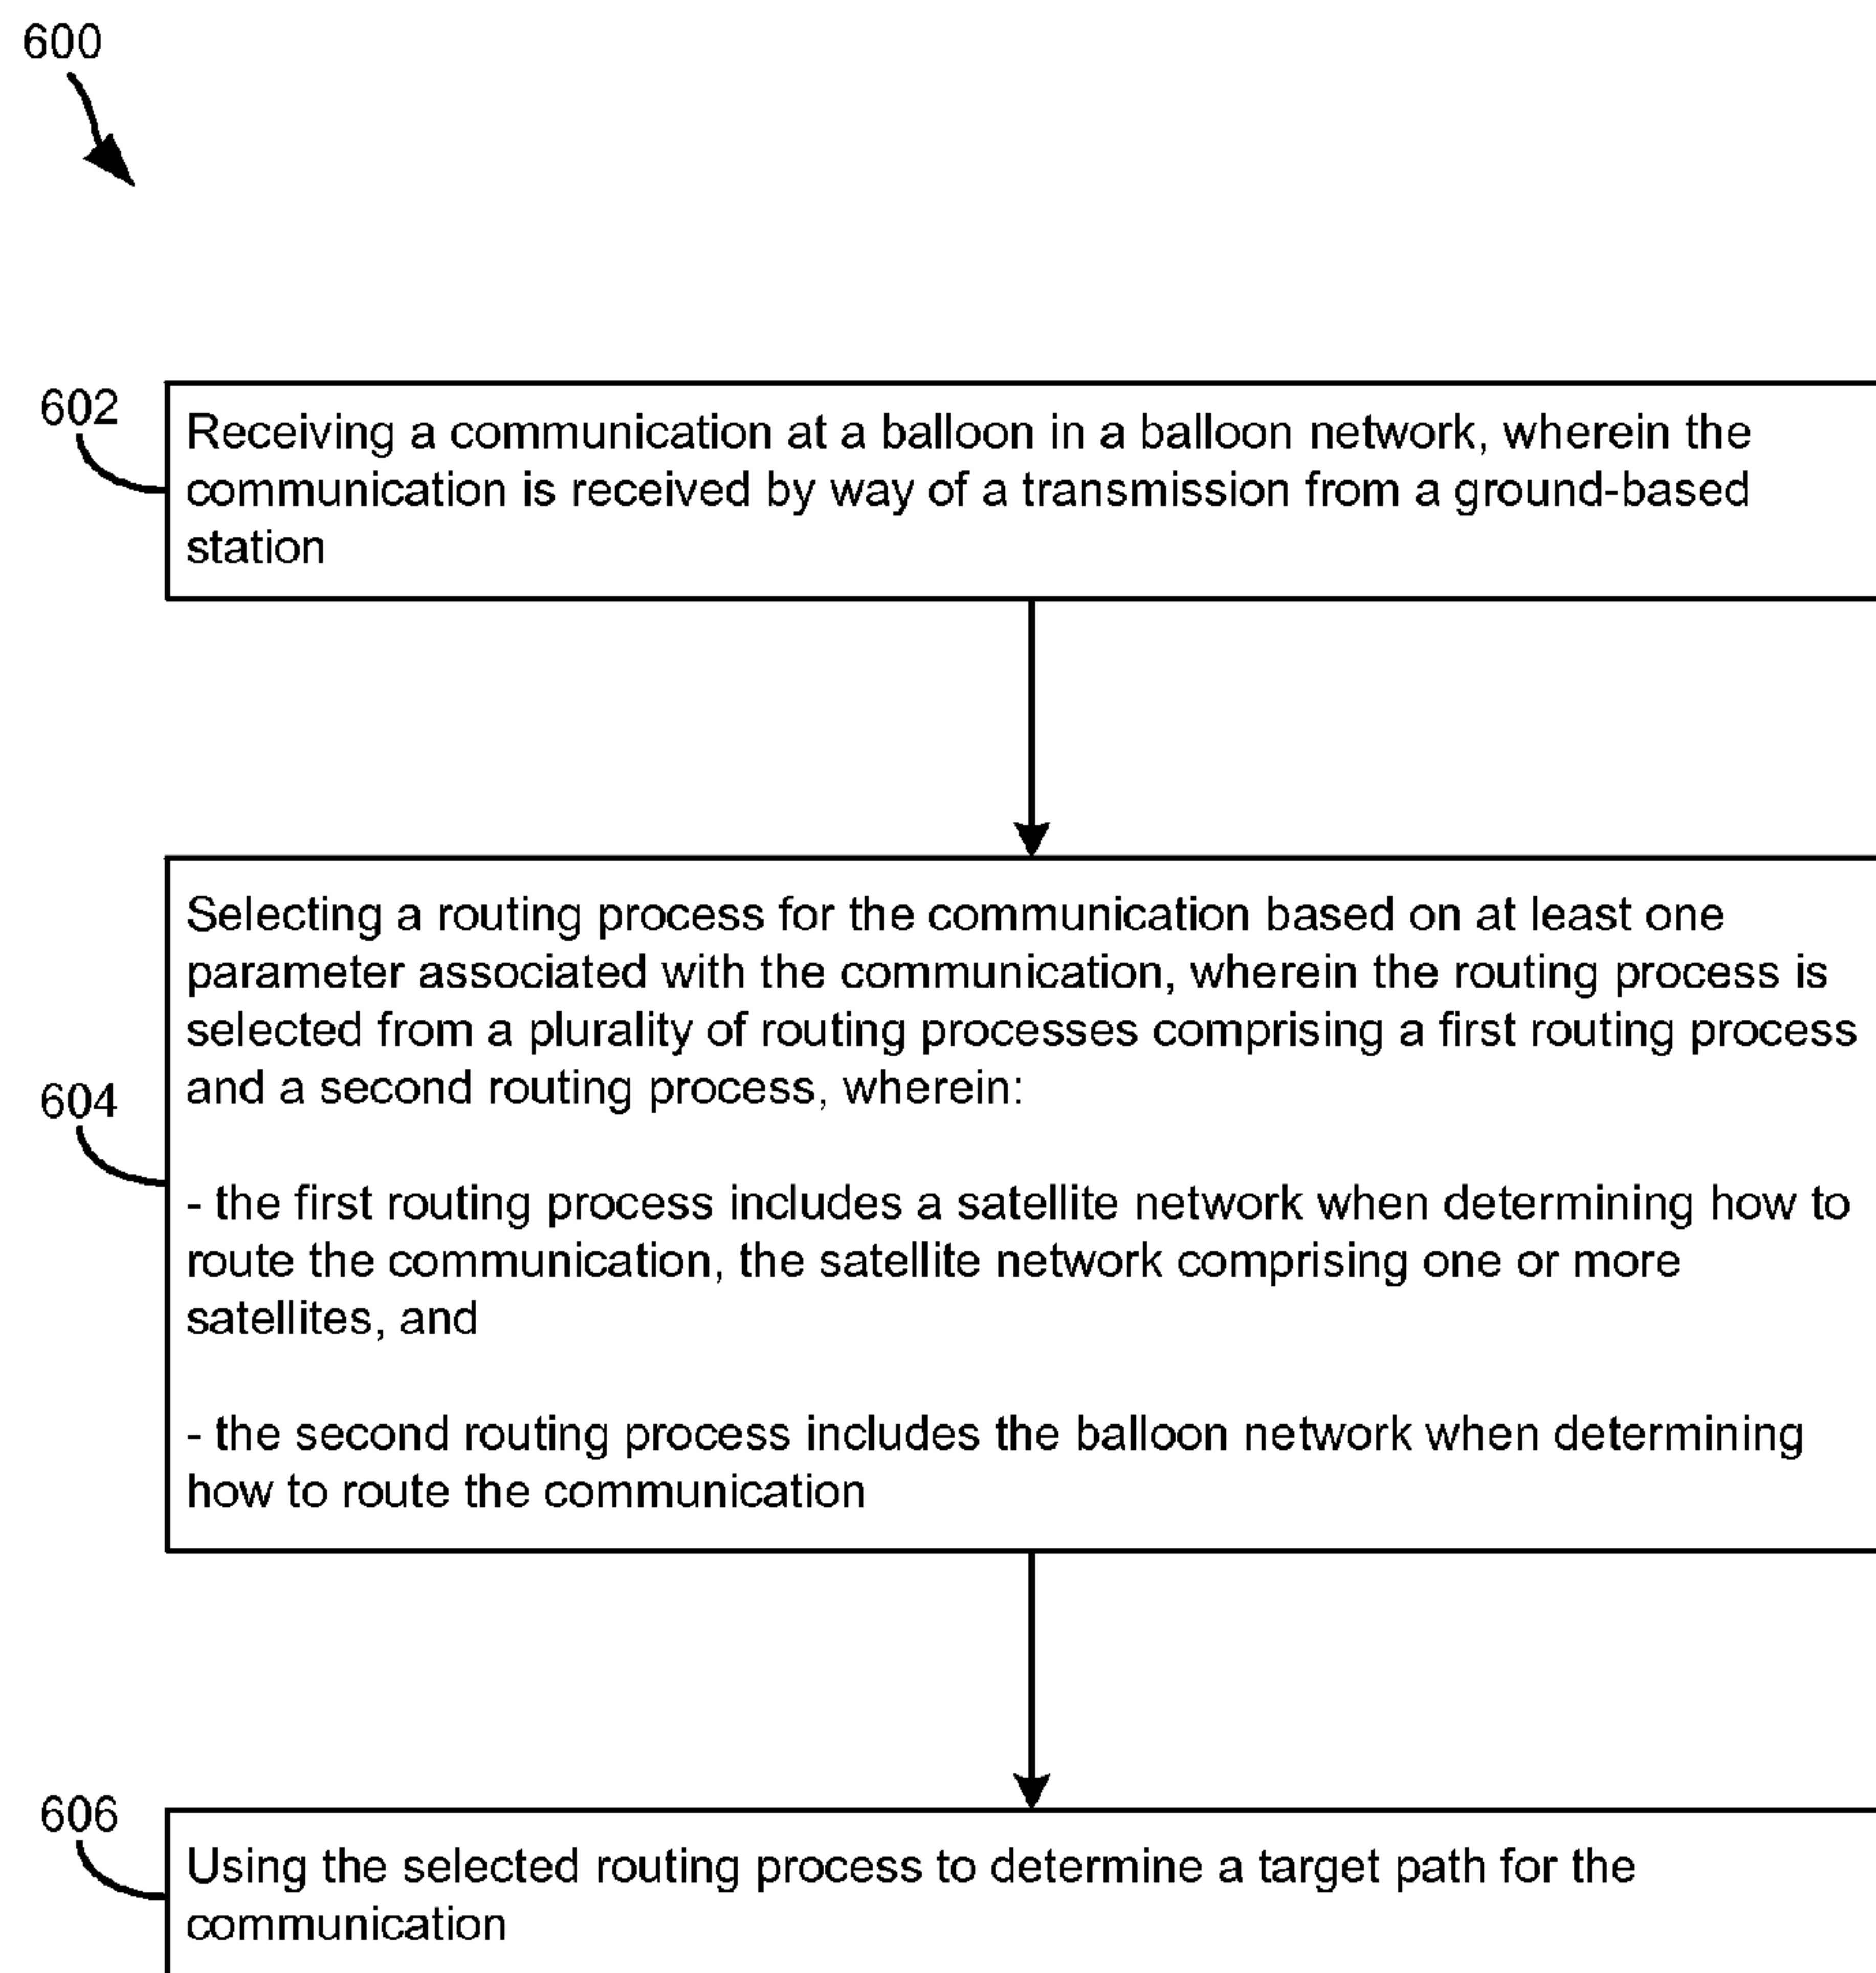 600
602
Receiving a communication at a balloon in a balloon network, wherein the
communication is received by way of a transmission from a ground-based
station
604
Selecting a routing process for the communication based on at least one
parameter associated with the communication, wherein the routing process is
selected from a plurality of routing processes comprising a first routing process
and a second routing process, wherein:
- the first routing process includes a satellite network when determining how to
route the communication, the satellite network comprising one or more
satellites, and
- the second routing process includes the balloon network when determining
how to route the communication
606
Using the selected routing process to determine a target path for the
communication